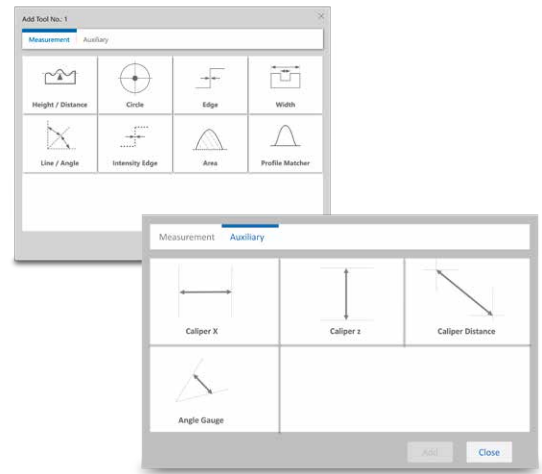 Add Tool No.: 1
Measurement Auxiliary
Height / Distance Circle Edge Width
Line / Angle Intensity Edge Area Profile Matcher
Measurement Auxiliary
Caliper X Caliper z Caliper Distance
Angle Gauge
Add Close